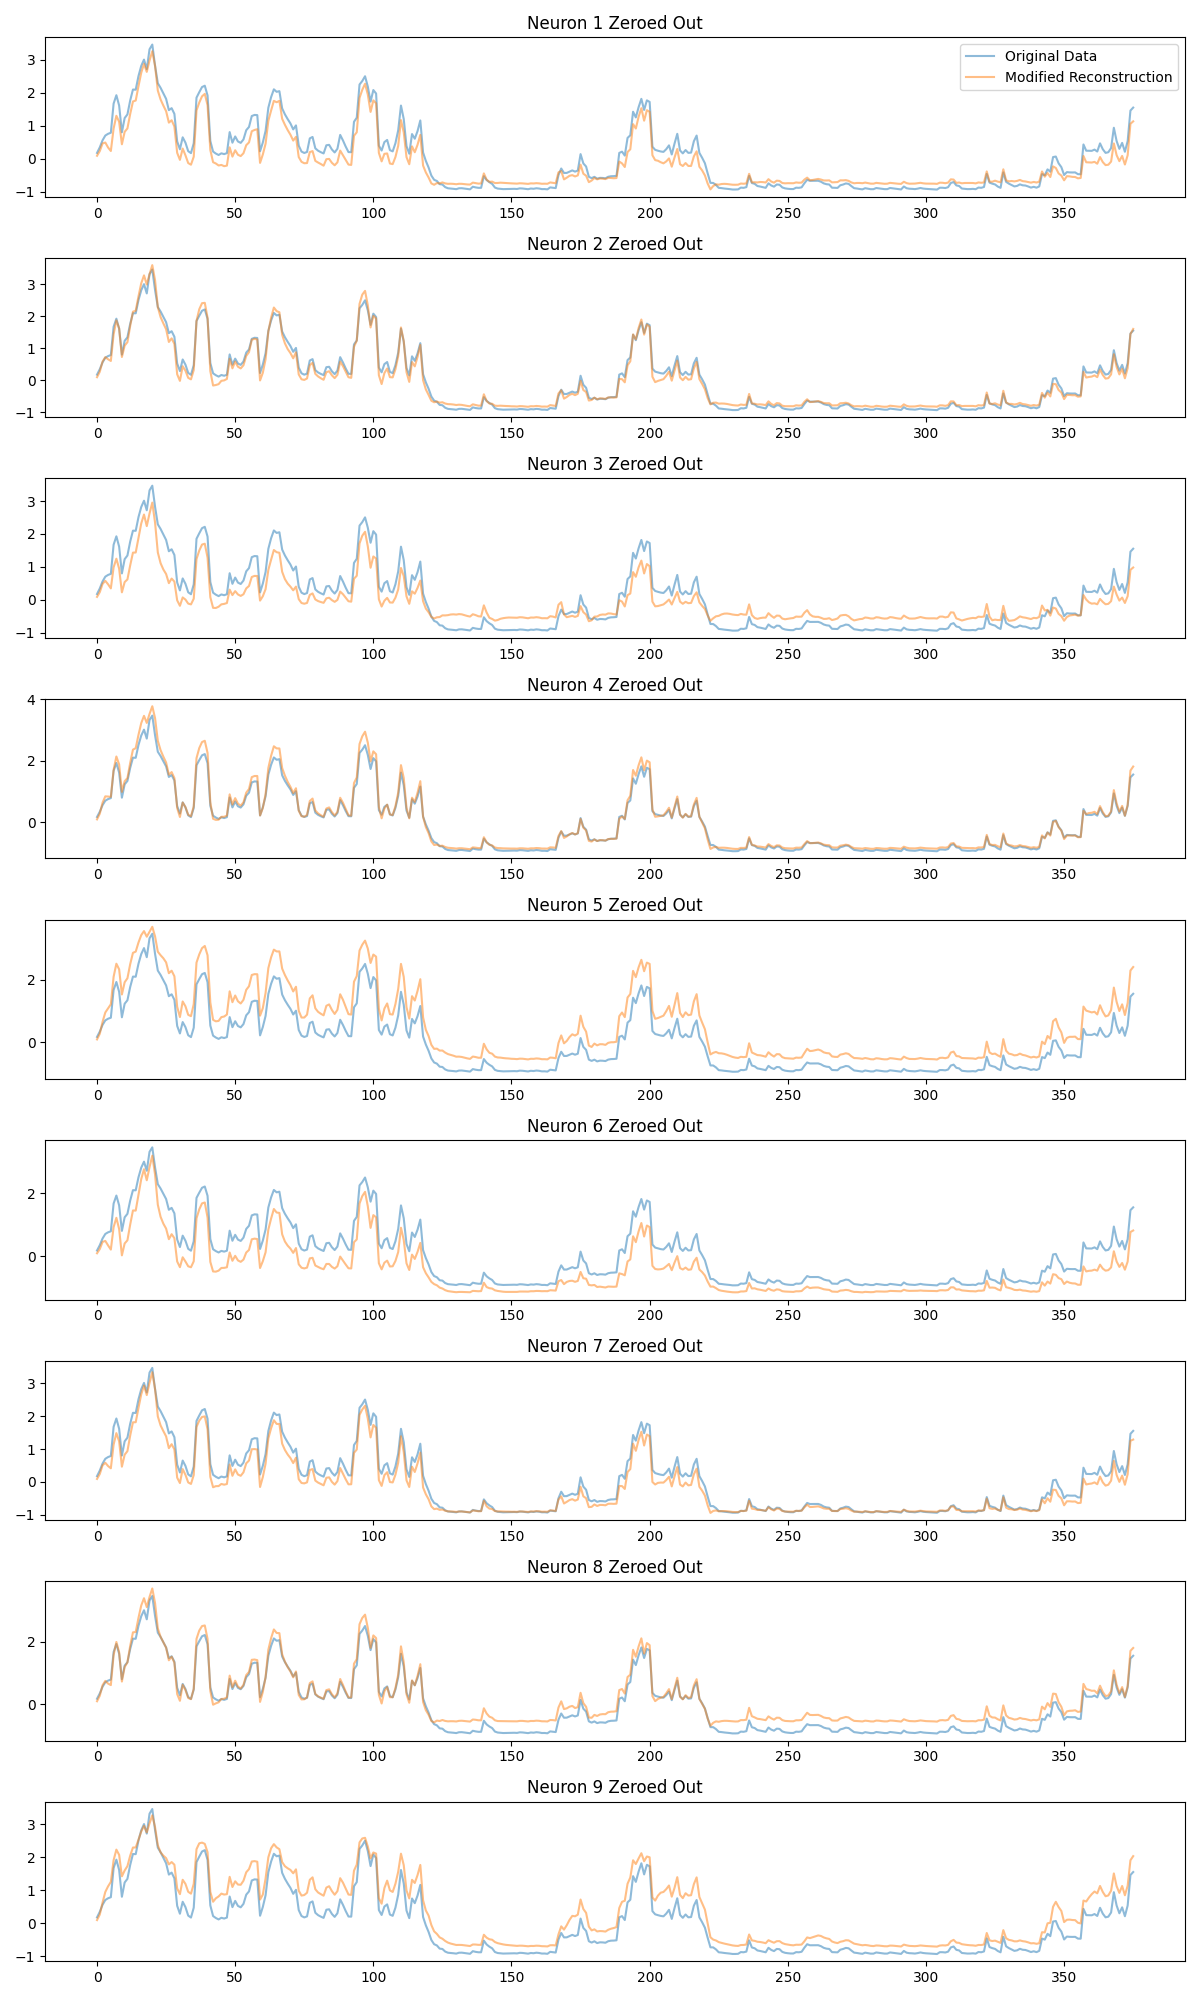 Neuron 1 Zeroed Out
Original Data
Modified Reconstruction
3
2
1
0
−1
0 50 100 150 200 250 300 350
Neuron 2 Zeroed Out
3
2
1
0
−1
0 50 100 150 200 250 300 350
Neuron 3 Zeroed Out
3
2
1
0
−1
0 50 100 150 200 250 300 350
Neuron 4 Zeroed Out
4
2
0
0 50 100 150 200 250 300 350
Neuron 5 Zeroed Out
2
0
0 50 100 150 200 250 300 350
Neuron 6 Zeroed Out
2
0
0 50 100 150 200 250 300 350
Neuron 7 Zeroed Out
3
2
1
0
−1
0 50 100 150 200 250 300 350
Neuron 8 Zeroed Out
2
0
0 50 100 150 200 250 300 350
Neuron 9 Zeroed Out
3
2
1
0
−1
0 50 100 150 200 250 300 350